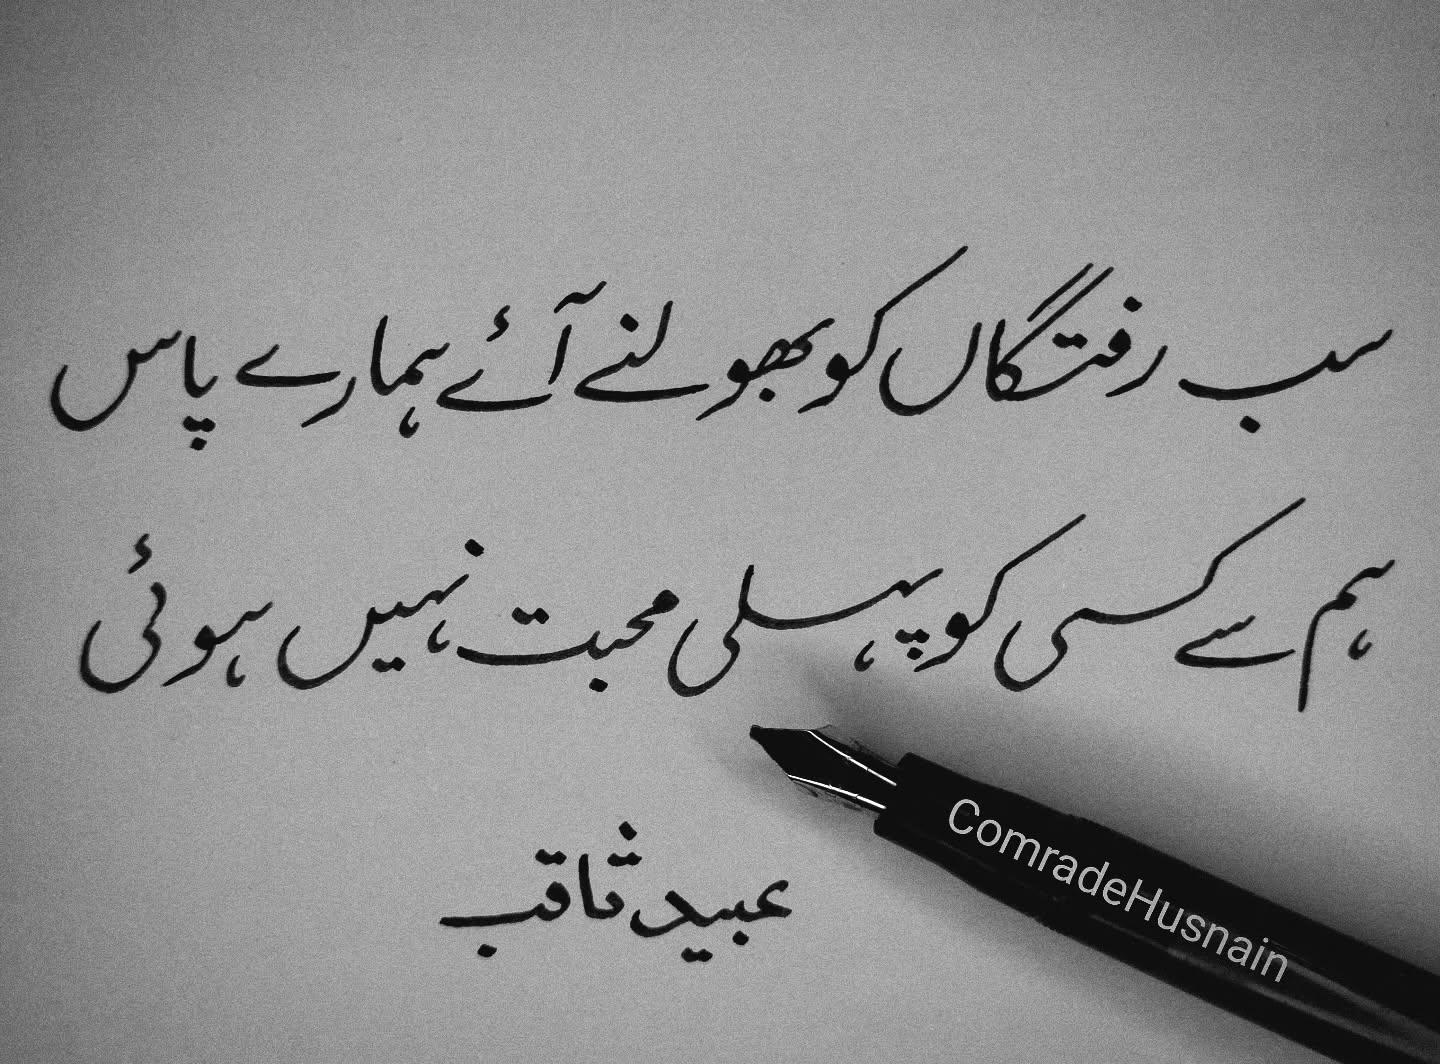 سب رفتگاں کو بھولنے آئے ہمارے پاس
ہم سے کسی کو پہلی محبت نہیں ہوئی
عبید ثاقب
ComradeHusnain